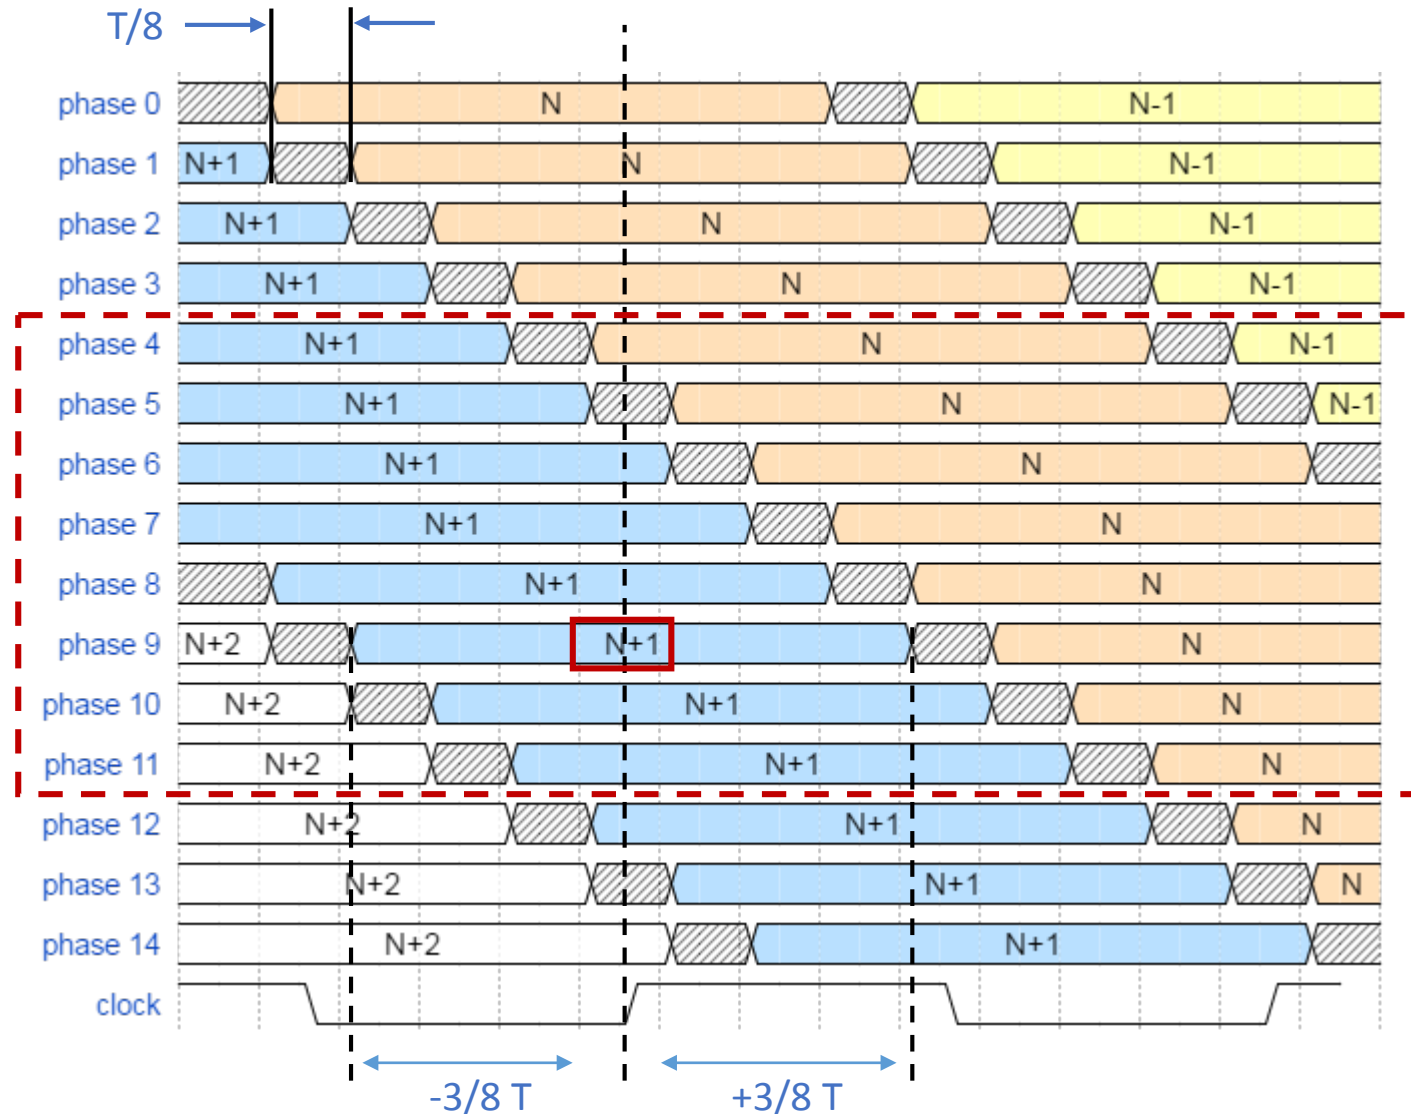 T/8
phase 0 N N-1
phase 1 N+1 N N-1
phase 2 N+1 N N-1
phase 3 N+1 N N-1
phase 4 N+1 N N-1
phase 5 N+1 N N-1
phase 6 N+1 N
phase 7 N+1 N
phase 8 N+1 N
phase 9 N+2 N+1 N
phase 10 N+2 N+1 N
phase 11 N+2 N+1 N
phase 12 N+2 N+1 N
phase 13 N+2 N+1 N
phase 14 N+2 N+1
clock
-3/8 T +3/8 T